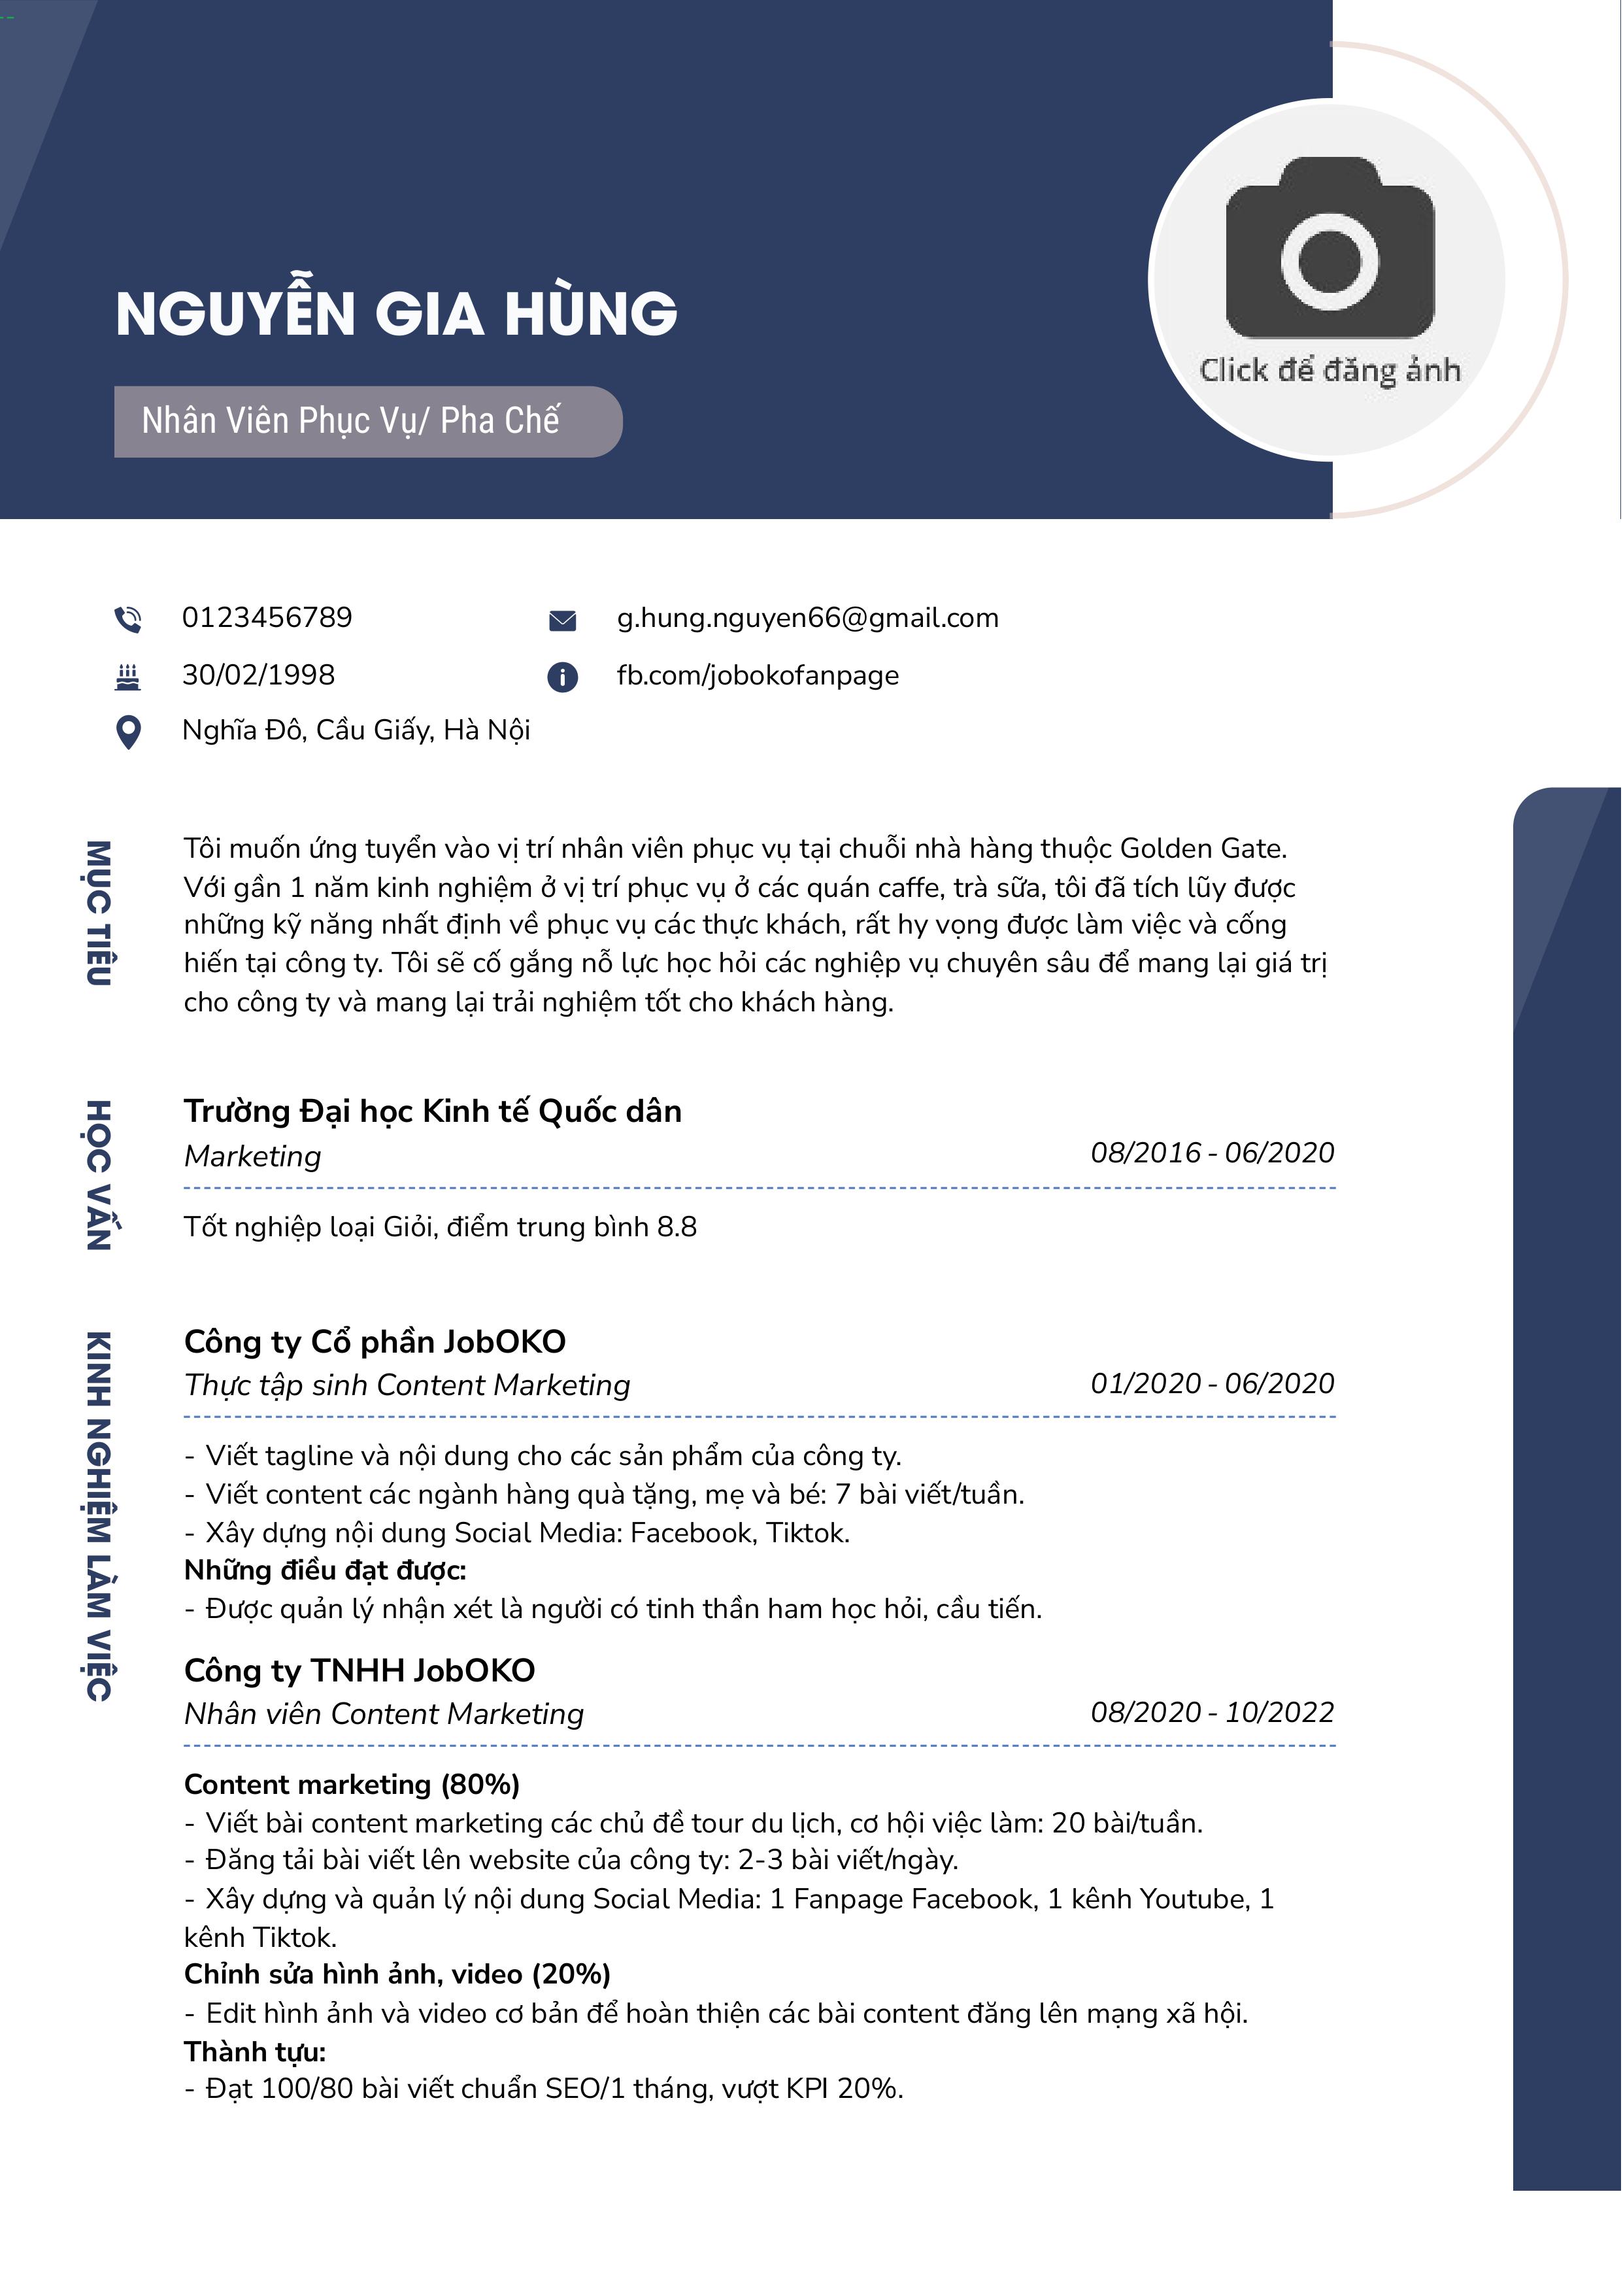 NGUYỄN GIA HÙNG
Nhân Viên Phục Vụ/ Pha Chế
Click để đăng ảnh
0123456789
g.hung.nguyen66@gmail.com
30/02/1998
fb.com/jobokofanpage
Nghĩa Đô, Cầu Giấy, Hà Nội
MỤC TIÊU
Tôi muốn ứng tuyển vào vị trí nhân viên phục vụ tại chuỗi nhà hàng thuộc Golden Gate.
Với gần 1 năm kinh nghiệm ở vị trí phục vụ ở các quán caffe, trà sữa, tôi đã tích lũy được
những kỹ năng nhất định về phục vụ các thực khách, rất hy vọng được làm việc và cống
hiến tại công ty. Tôi sẽ cố gắng nỗ lực học hỏi các nghiệp vụ chuyên sâu để mang lại giá trị
cho công ty và mang lại trải nghiệm tốt cho khách hàng.
HỌC VẤN
Trường Đại học Kinh tế Quốc dân
Marketing
08/2016 - 06/2020
Tốt nghiệp loại Giỏi, điểm trung bình 8.8
KINH NGHIỆM LÀM VIỆC
Công ty Cổ phần JobOKO
Thực tập sinh Content Marketing
01/2020 - 06/2020
- Viết tagline và nội dung cho các sản phẩm của công ty.
- Viết content các ngành hàng quà tặng, mẹ và bé: 7 bài viết/tuần.
- Xây dựng nội dung Social Media: Facebook, Tiktok.
Những điều đạt được:
- Được quản lý nhận xét là người có tinh thần ham học hỏi, cầu tiến.
Công ty TNHH JobOKO
Nhân viên Content Marketing
08/2020 - 10/2022
Content marketing (80%)
- Viết bài content marketing các chủ đề tour du lịch, cơ hội việc làm: 20 bài/tuần.
- Đăng tải bài viết lên website của công ty: 2-3 bài viết/ngày.
- Xây dựng và quản lý nội dung Social Media: 1 Fanpage Facebook, 1 kênh Youtube, 1
kênh Tiktok.
Chỉnh sửa hình ảnh, video (20%)
- Edit hình ảnh và video cơ bản để hoàn thiện các bài content đăng lên mạng xã hội.
Thành tựu:
- Đạt 100/80 bài viết chuẩn SEO/1 tháng, vượt KPI 20%.